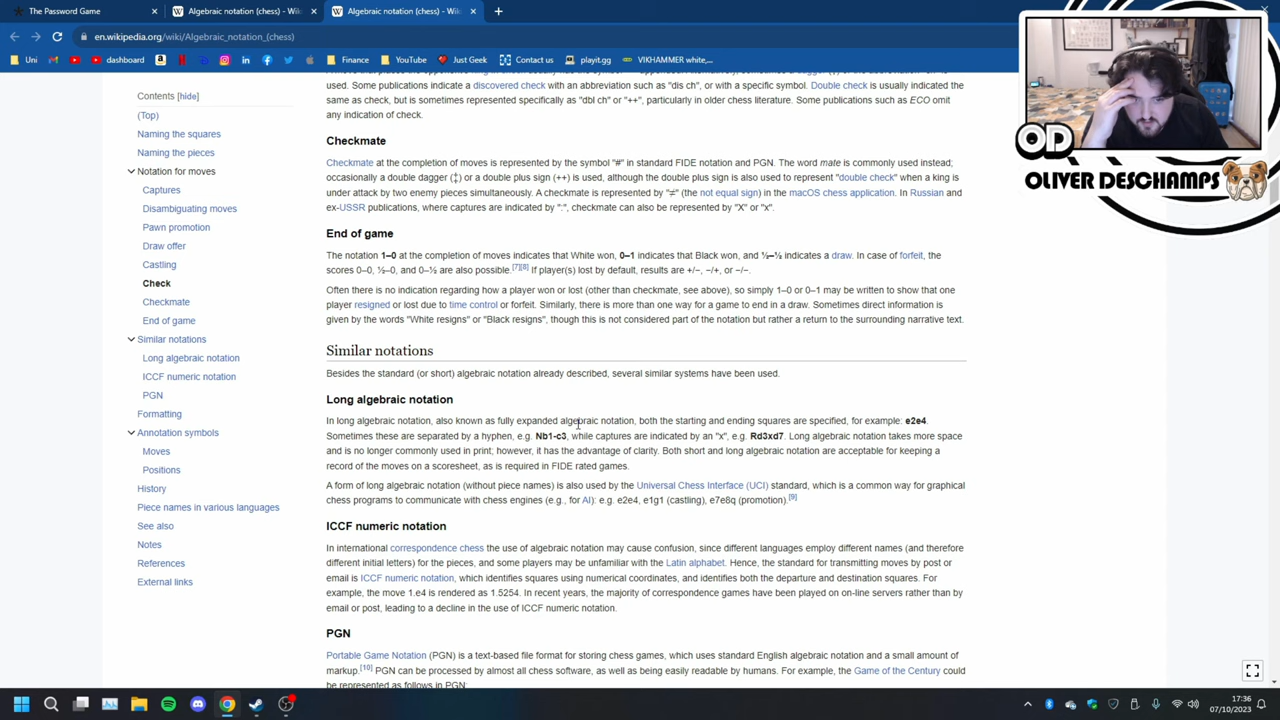 The Password Game
Algebraic notation (chess) - Wiki
Algebraic notation (chess) - Wiki
en.wikipedia.org/wiki/Algebraic_notation_(chess)
Uni
dashboard
Finance
YouTube
Just Geek
Contact us
playit.gg
VIKHAMMER white,...
OD
OLIVER DESCHAMPS
Contents [hide]
(Top)
Naming the squares
Naming the pieces
Notation for moves
Captures
Disambiguating moves
Pawn promotion
Draw offer
Castling
Check
Checkmate
End of game
Similar notations
Long algebraic notation
ICCF numeric notation
PGN
Formatting
Annotation symbols
Moves
Positions
History
Piece names in various languages
See also
Notes
References
External links
used. Some publications indicate a discovered check with an abbreviation such as "dis ch", or with a specific symbol. Double check is usually indicated the
same as check, but is sometimes represented specifically as "dbl ch" or "++", particularly in older chess literature. Some publications such as ECO omit
any indication of check.
Checkmate
Checkmate at the completion of moves is represented by the symbol "#" in standard FIDE notation and PGN. The word mate is commonly used instead;
occasionally a double dagger (‡) or a double plus sign (++) is used, although the double plus sign is also used to represent "double check" when a king is
under attack by two enemy pieces simultaneously. A checkmate is represented by "≠" (the not equal sign) in the macOS chess application. In Russian and
ex-USSR publications, where captures are indicated by ":", checkmate can also be represented by "X" or "x".
End of game
The notation 1–0 at the completion of moves indicates that White won, 0–1 indicates that Black won, and ½–½ indicates a draw. In case of forfeit, the
scores 0–0, ½–0, and 0–½ are also possible.[7][8] If player(s) lost by default, results are +/−, −/+, or −/−.
Often there is no indication regarding how a player won or lost (other than checkmate, see above), so simply 1–0 or 0–1 may be written to show that one
player resigned or lost due to time control or forfeit. Similarly, there is more than one way for a game to end in a draw. Sometimes direct information is
given by the words "White resigns" or "Black resigns", though this is not considered part of the notation but rather a return to the surrounding narrative text.
Similar notations
Besides the standard (or short) algebraic notation already described, several similar systems have been used.
Long algebraic notation
In long algebraic notation, also known as fully expanded algebraic notation, both the starting and ending squares are specified, for example: e2e4.
Sometimes these are separated by a hyphen, e.g. Nb1-c3, while captures are indicated by an "x", e.g. Rd3xd7. Long algebraic notation takes more space
and is no longer commonly used in print; however, it has the advantage of clarity. Both short and long algebraic notation are acceptable for keeping a
record of the moves on a scoresheet, as is required in FIDE rated games.
A form of long algebraic notation (without piece names) is also used by the Universal Chess Interface (UCI) standard, which is a common way for graphical
chess programs to communicate with chess engines (e.g., for AI): e.g. e2e4, e1g1 (castling), e7e8q (promotion).[9]
ICCF numeric notation
In international correspondence chess the use of algebraic notation may cause confusion, since different languages employ different names (and therefore
different initial letters) for the pieces, and some players may be unfamiliar with the Latin alphabet. Hence, the standard for transmitting moves by post or
email is ICCF numeric notation, which identifies squares using numerical coordinates, and identifies both the departure and destination squares. For
example, the move 1.e4 is rendered as 1.5254. In recent years, the majority of correspondence games have been played on on-line servers rather than by
email or post, leading to a decline in the use of ICCF numeric notation.
PGN
Portable Game Notation (PGN) is a text-based file format for storing chess games, which uses standard English algebraic notation and a small amount of
markup.[10] PGN can be processed by almost all chess software, as well as being easily readable by humans. For example, the Game of the Century could
be represented as follows in PGN:
17:36
07/10/2023